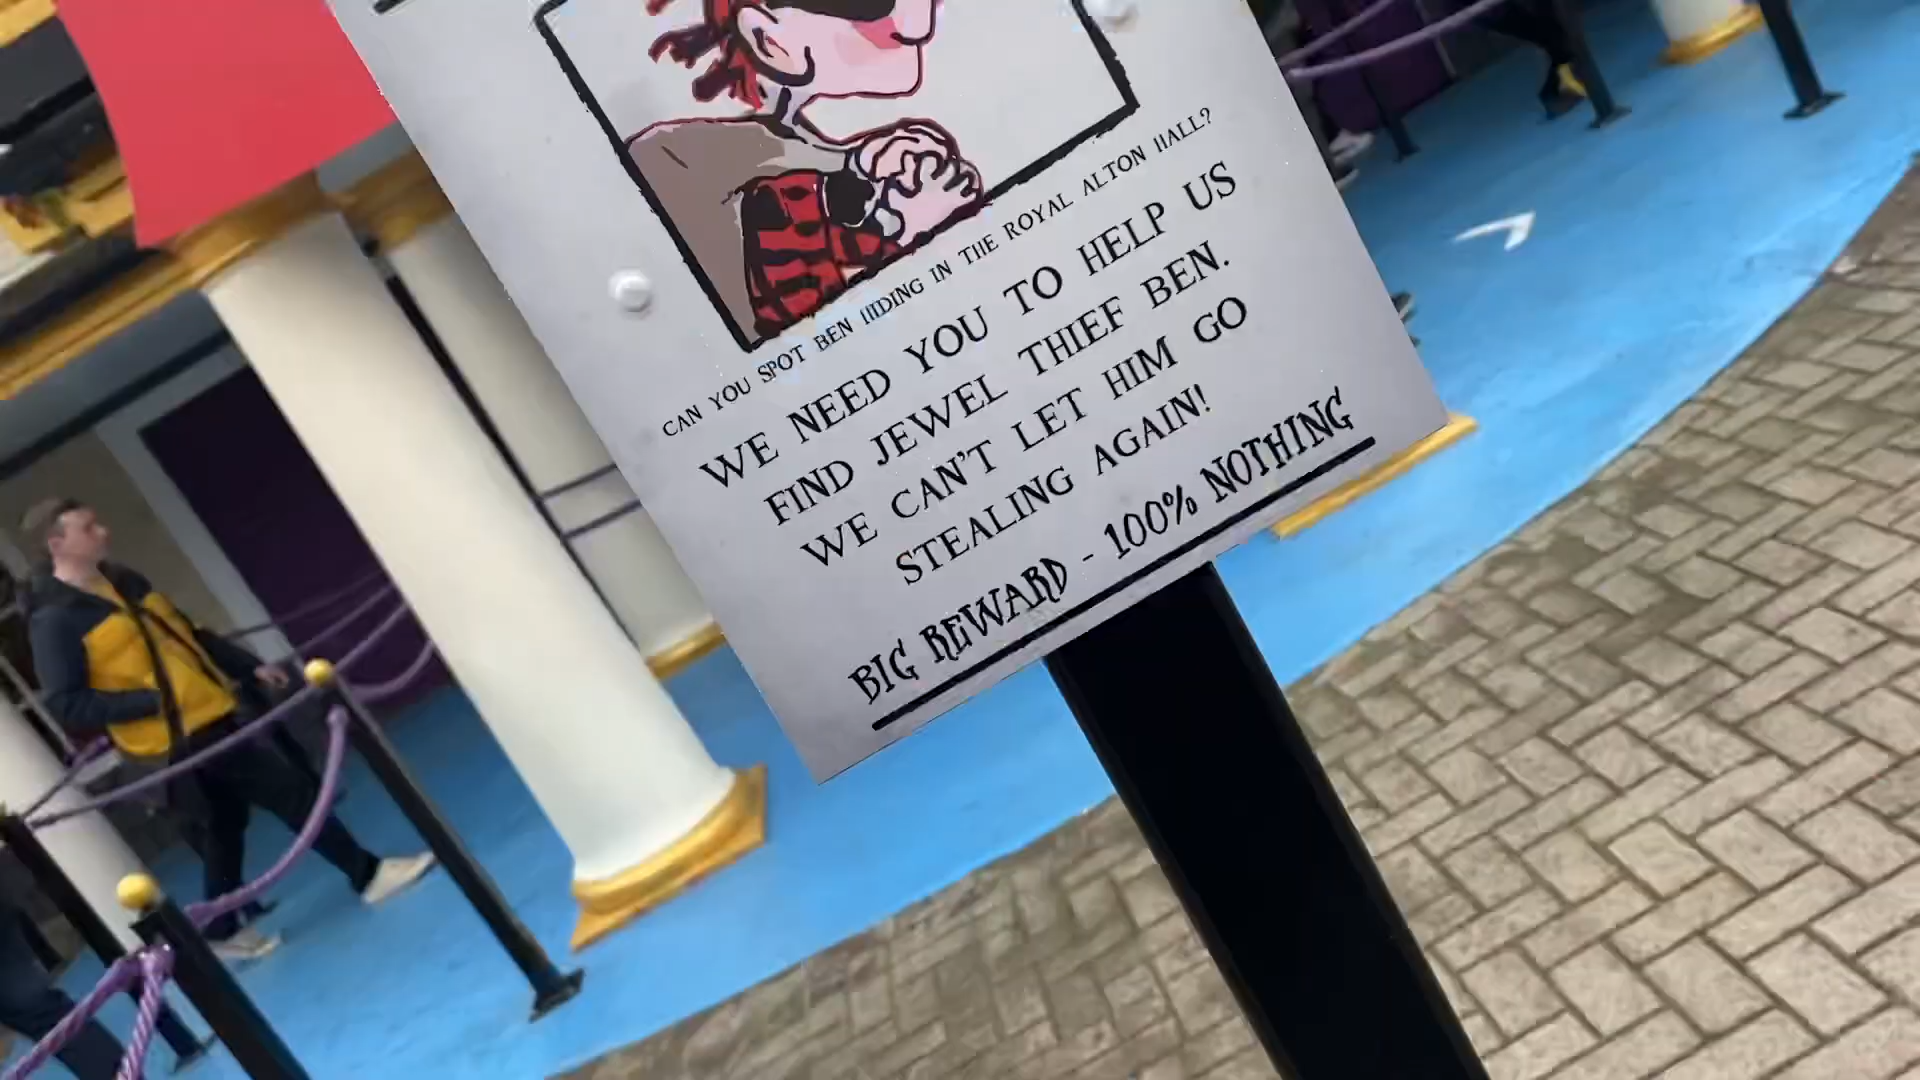 CAN YOU SPOT BEN HIDING IN THE ROYAL ALTON HALL?
WE NEED YOU TO HELP US
FIND JEWEL THIEF BEN.
WE CAN'T LET HIM GO
STEALING AGAIN!
BIG REWARD - 100% NOTHING